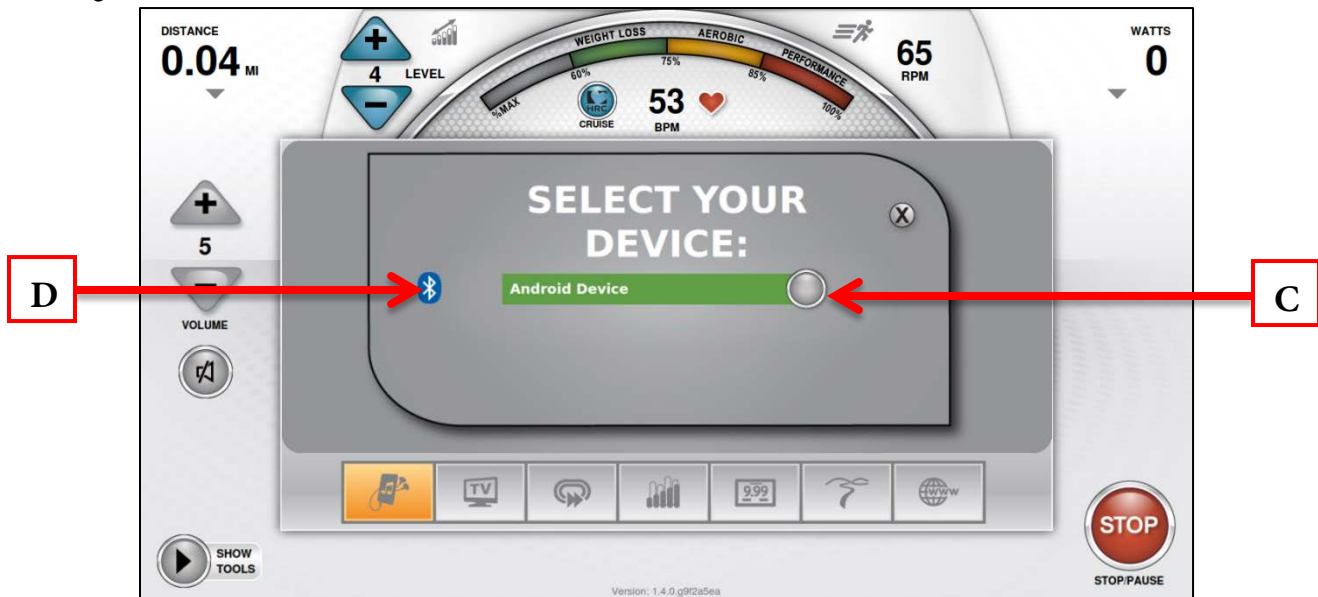 DISTANCE
0.04 MI
4 LEVEL
WEIGHT LOSS
AEROBIC
PERFORMANCE
%MAX
60%
75%
85%
100%
HRC
CRUISE
53
BPM
65
RPM
WATTS
0
SELECT YOUR
DEVICE:
X
Android Device
5
VOLUME
D
C
TV
9.99
www
SHOW
TOOLS
STOP
STOP/PAUSE
Version: 1.4.0.g9f2a5ea